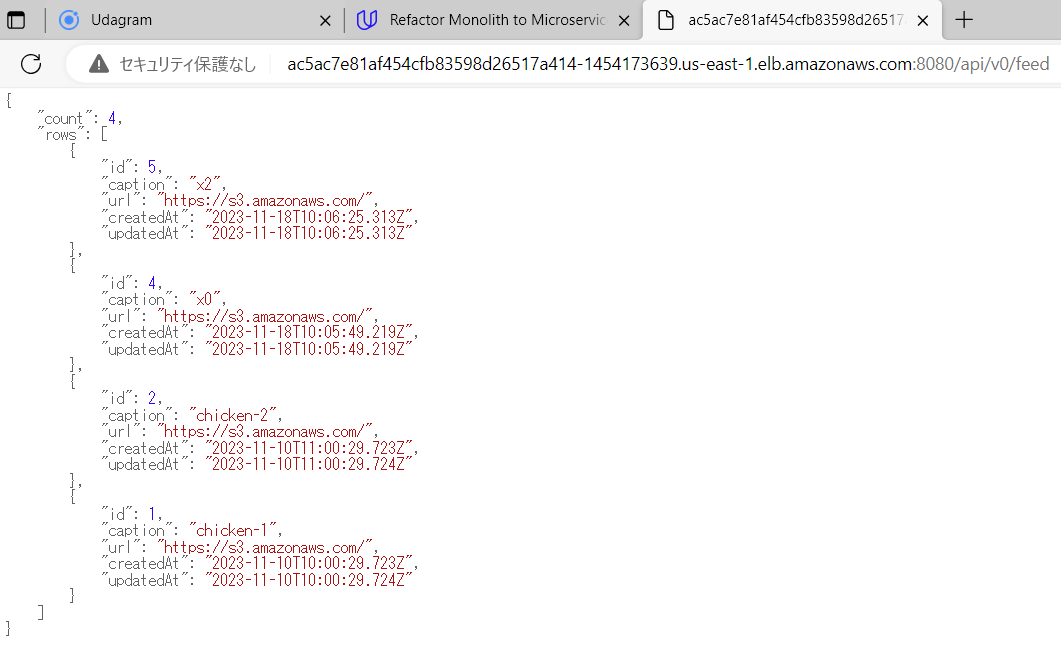 Udagram
Refactor Monolith to Microservic
ac5ac7e81af454cfb83598d26517
セキュリティ保護なし
ac5ac7e81af454cfb83598d26517a414-1454173639.us-east-1.elb.amazonaws.com:8080/api/v0/feed
{
"count": 4,
"rows": [
{
"id": 5,
"caption": "x2",
"url": "https://s3.amazonaws.com/",
"createdAt": "2023-11-18T10:06:25.313Z",
"updatedAt": "2023-11-18T10:06:25.313Z"
},
{
"id": 4,
"caption": "x0",
"url": "https://s3.amazonaws.com/",
"createdAt": "2023-11-18T10:05:49.219Z",
"updatedAt": "2023-11-18T10:05:49.219Z"
},
{
"id": 2,
"caption": "chicken-2",
"url": "https://s3.amazonaws.com/",
"createdAt": "2023-11-10T11:00:29.723Z",
"updatedAt": "2023-11-10T11:00:29.724Z"
},
{
"id": 1,
"caption": "chicken-1",
"url": "https://s3.amazonaws.com/",
"createdAt": "2023-11-10T10:00:29.723Z",
"updatedAt": "2023-11-10T10:00:29.724Z"
}
]
}